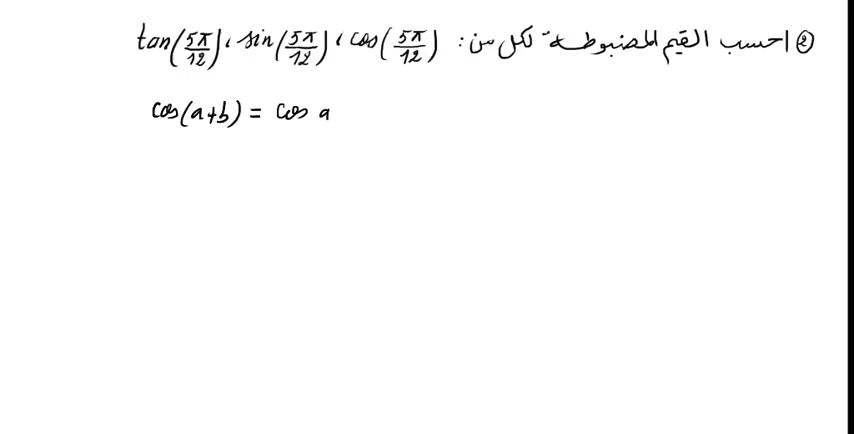 ② احسب القيم المضبوطة لكل من : cos(5π/12) ، sin(5π/12) ، tan(5π/12)
cos(a+b) = cos a